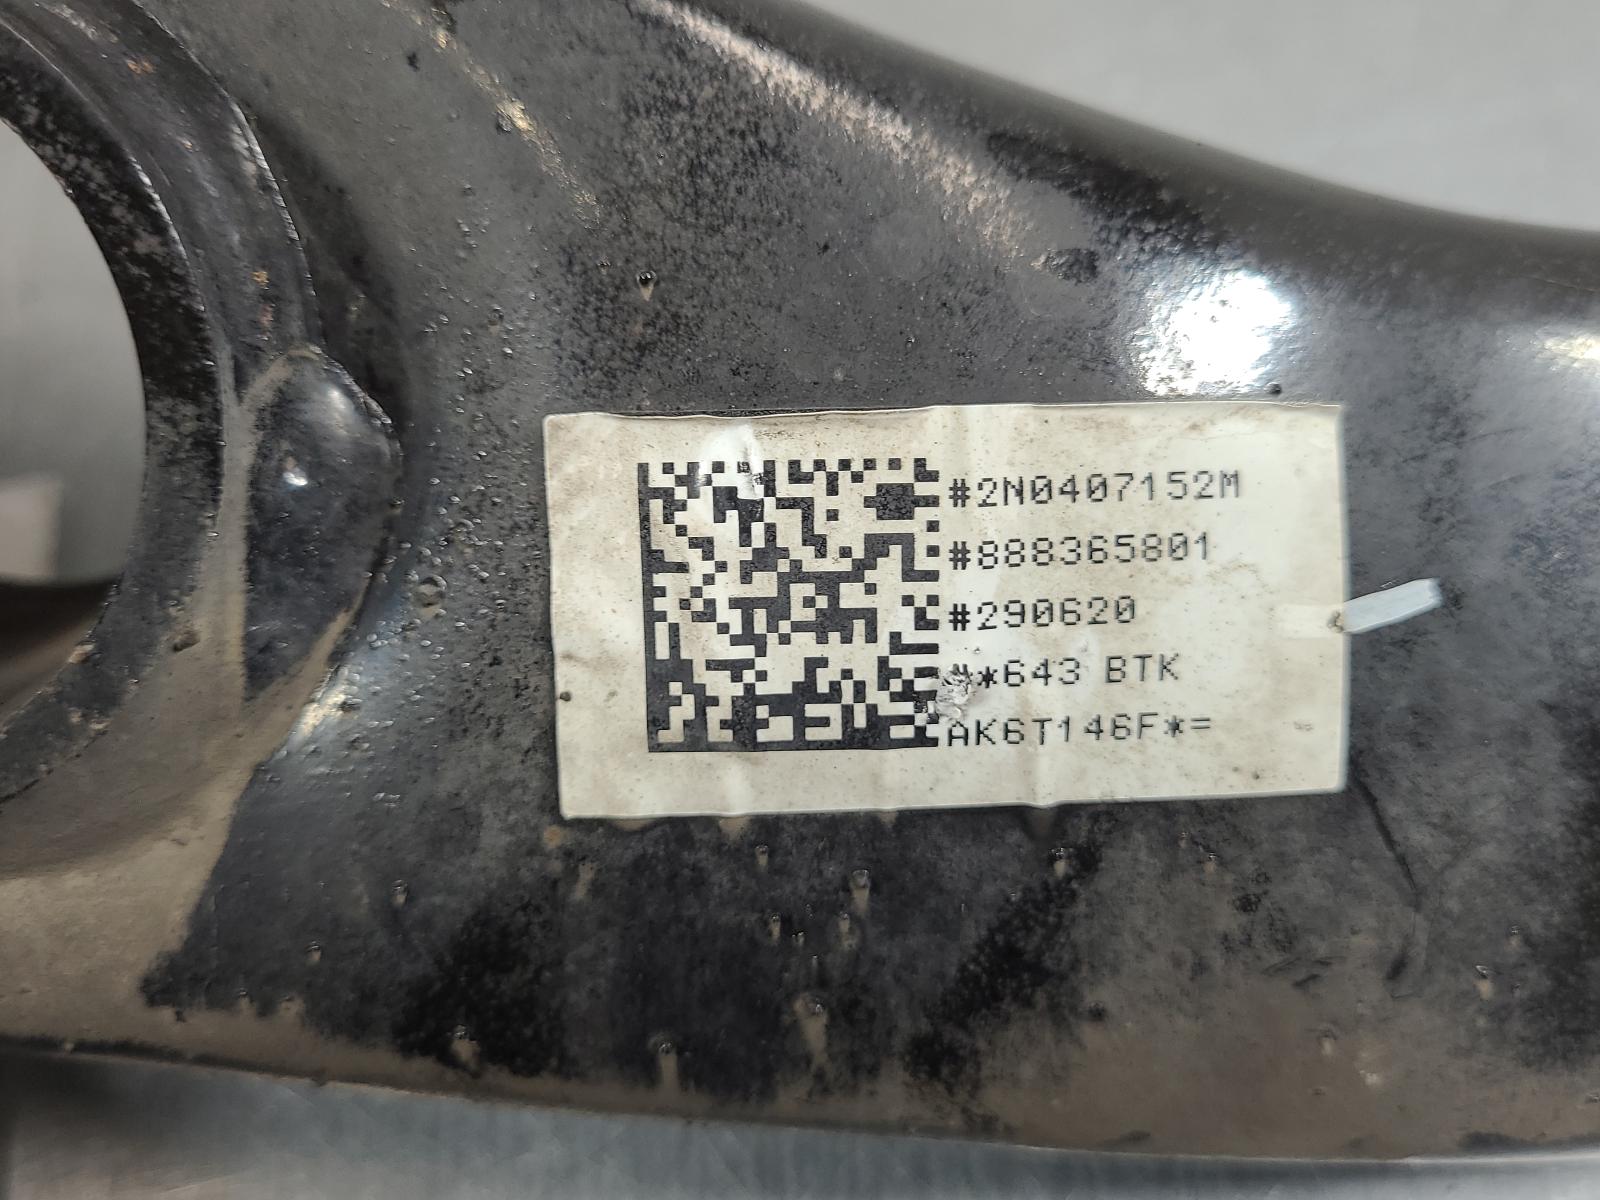 #2N0407152M
#888365801
#290620
#*643 BTK
AK6T146F*=